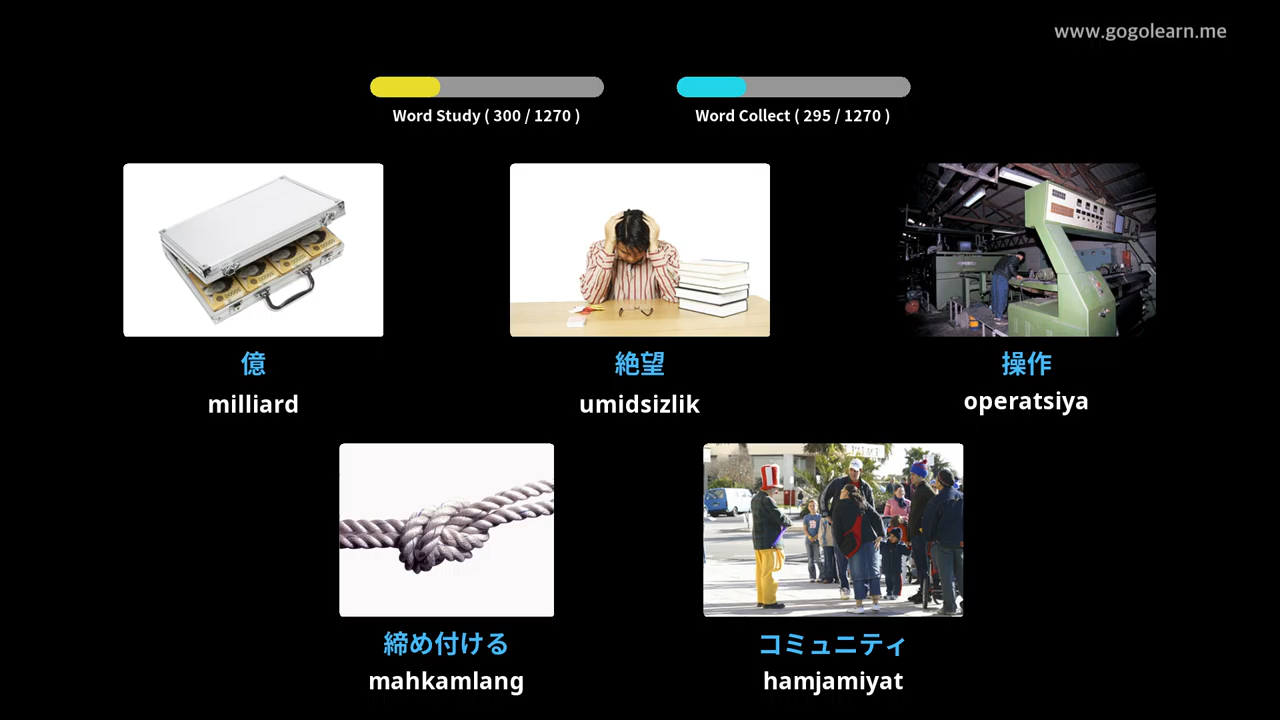 www.gogolearn.me
Word Study ( 300 / 1270 )
Word Collect ( 295 / 1270 )
億
milliard
絶望
umidsizlik
操作
operatsiya
締め付ける
mahkamlang
コミュニティ
hamjamiyat